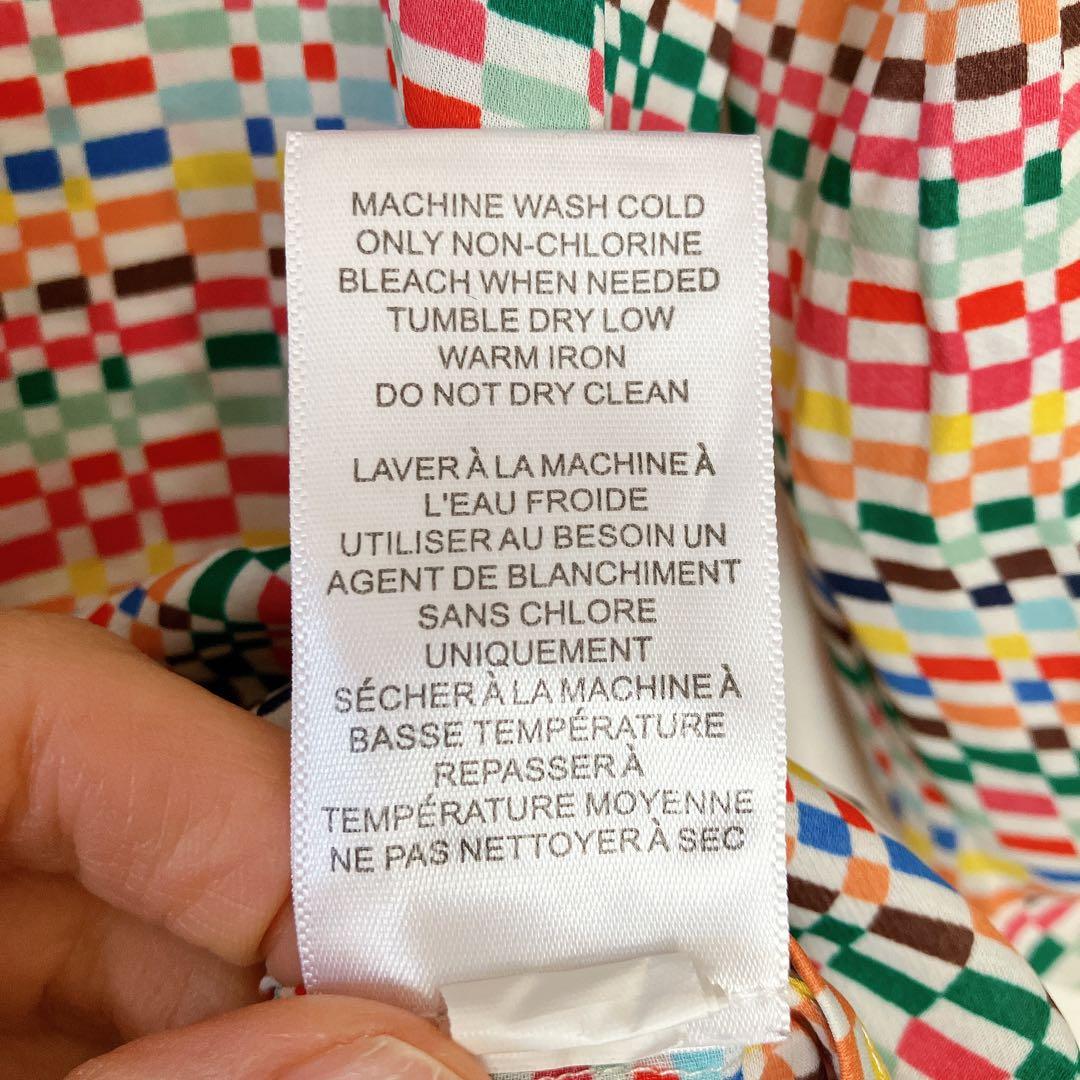 MACHINE WASH COLD
ONLY NON-CHLORINE
BLEACH WHEN NEEDED
TUMBLE DRY LOW
WARM IRON
DO NOT DRY CLEAN
LAVER À LA MACHINE À
L'EAU FROIDE
UTILISER AU BESOIN UN
AGENT DE BLANCHIMENT
SANS CHLORE
UNIQUEMENT
SÉCHER À LA MACHINE À
BASSE TEMPÉRATURE
REPASSER À
TEMPÉRATURE MOYENNE
NE PAS NETTOYER À SEC